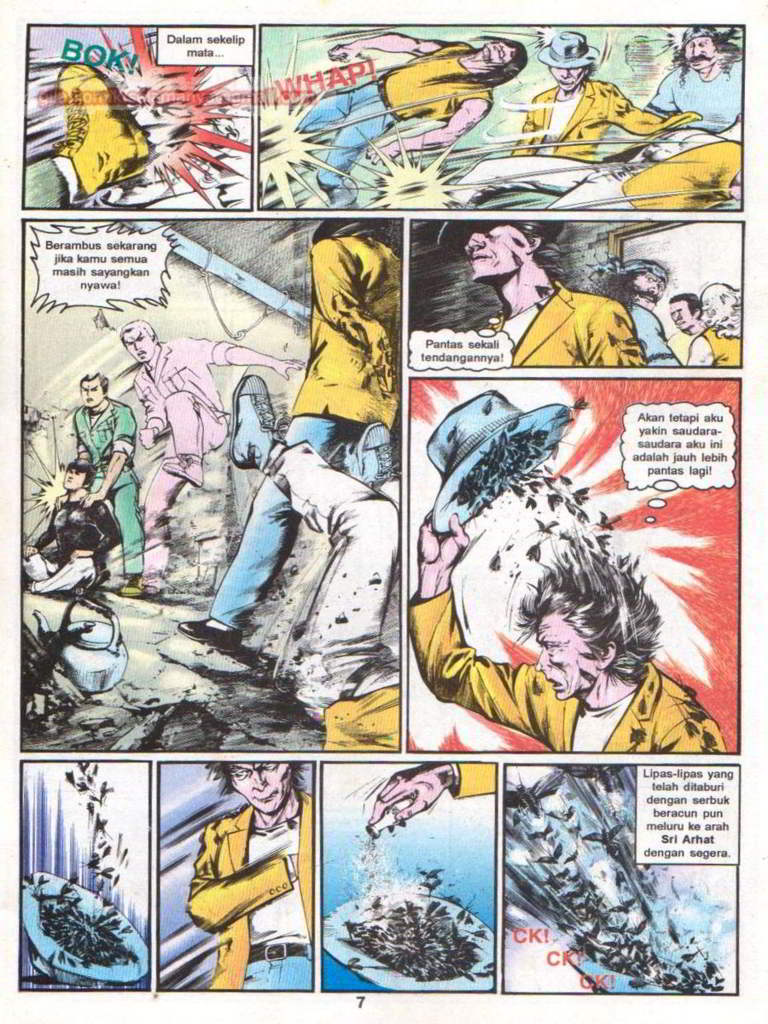 BOK!
Dalam sekelip
mata...
WHAP!
Berambus sekarang
jika kamu semua
masih sayangkan
nyawa!
Pantas sekali
tendangannya!
Akan tetapi aku
yakin saudara-
saudara aku ini
adalah jauh lebih
pantas lagi!
Lipas-lipas yang
telah ditaburi
dengan serbuk
beracun pun
meluru ke arah
Sri Arhat
dengan segera.
CK!
CK!
CK!
7